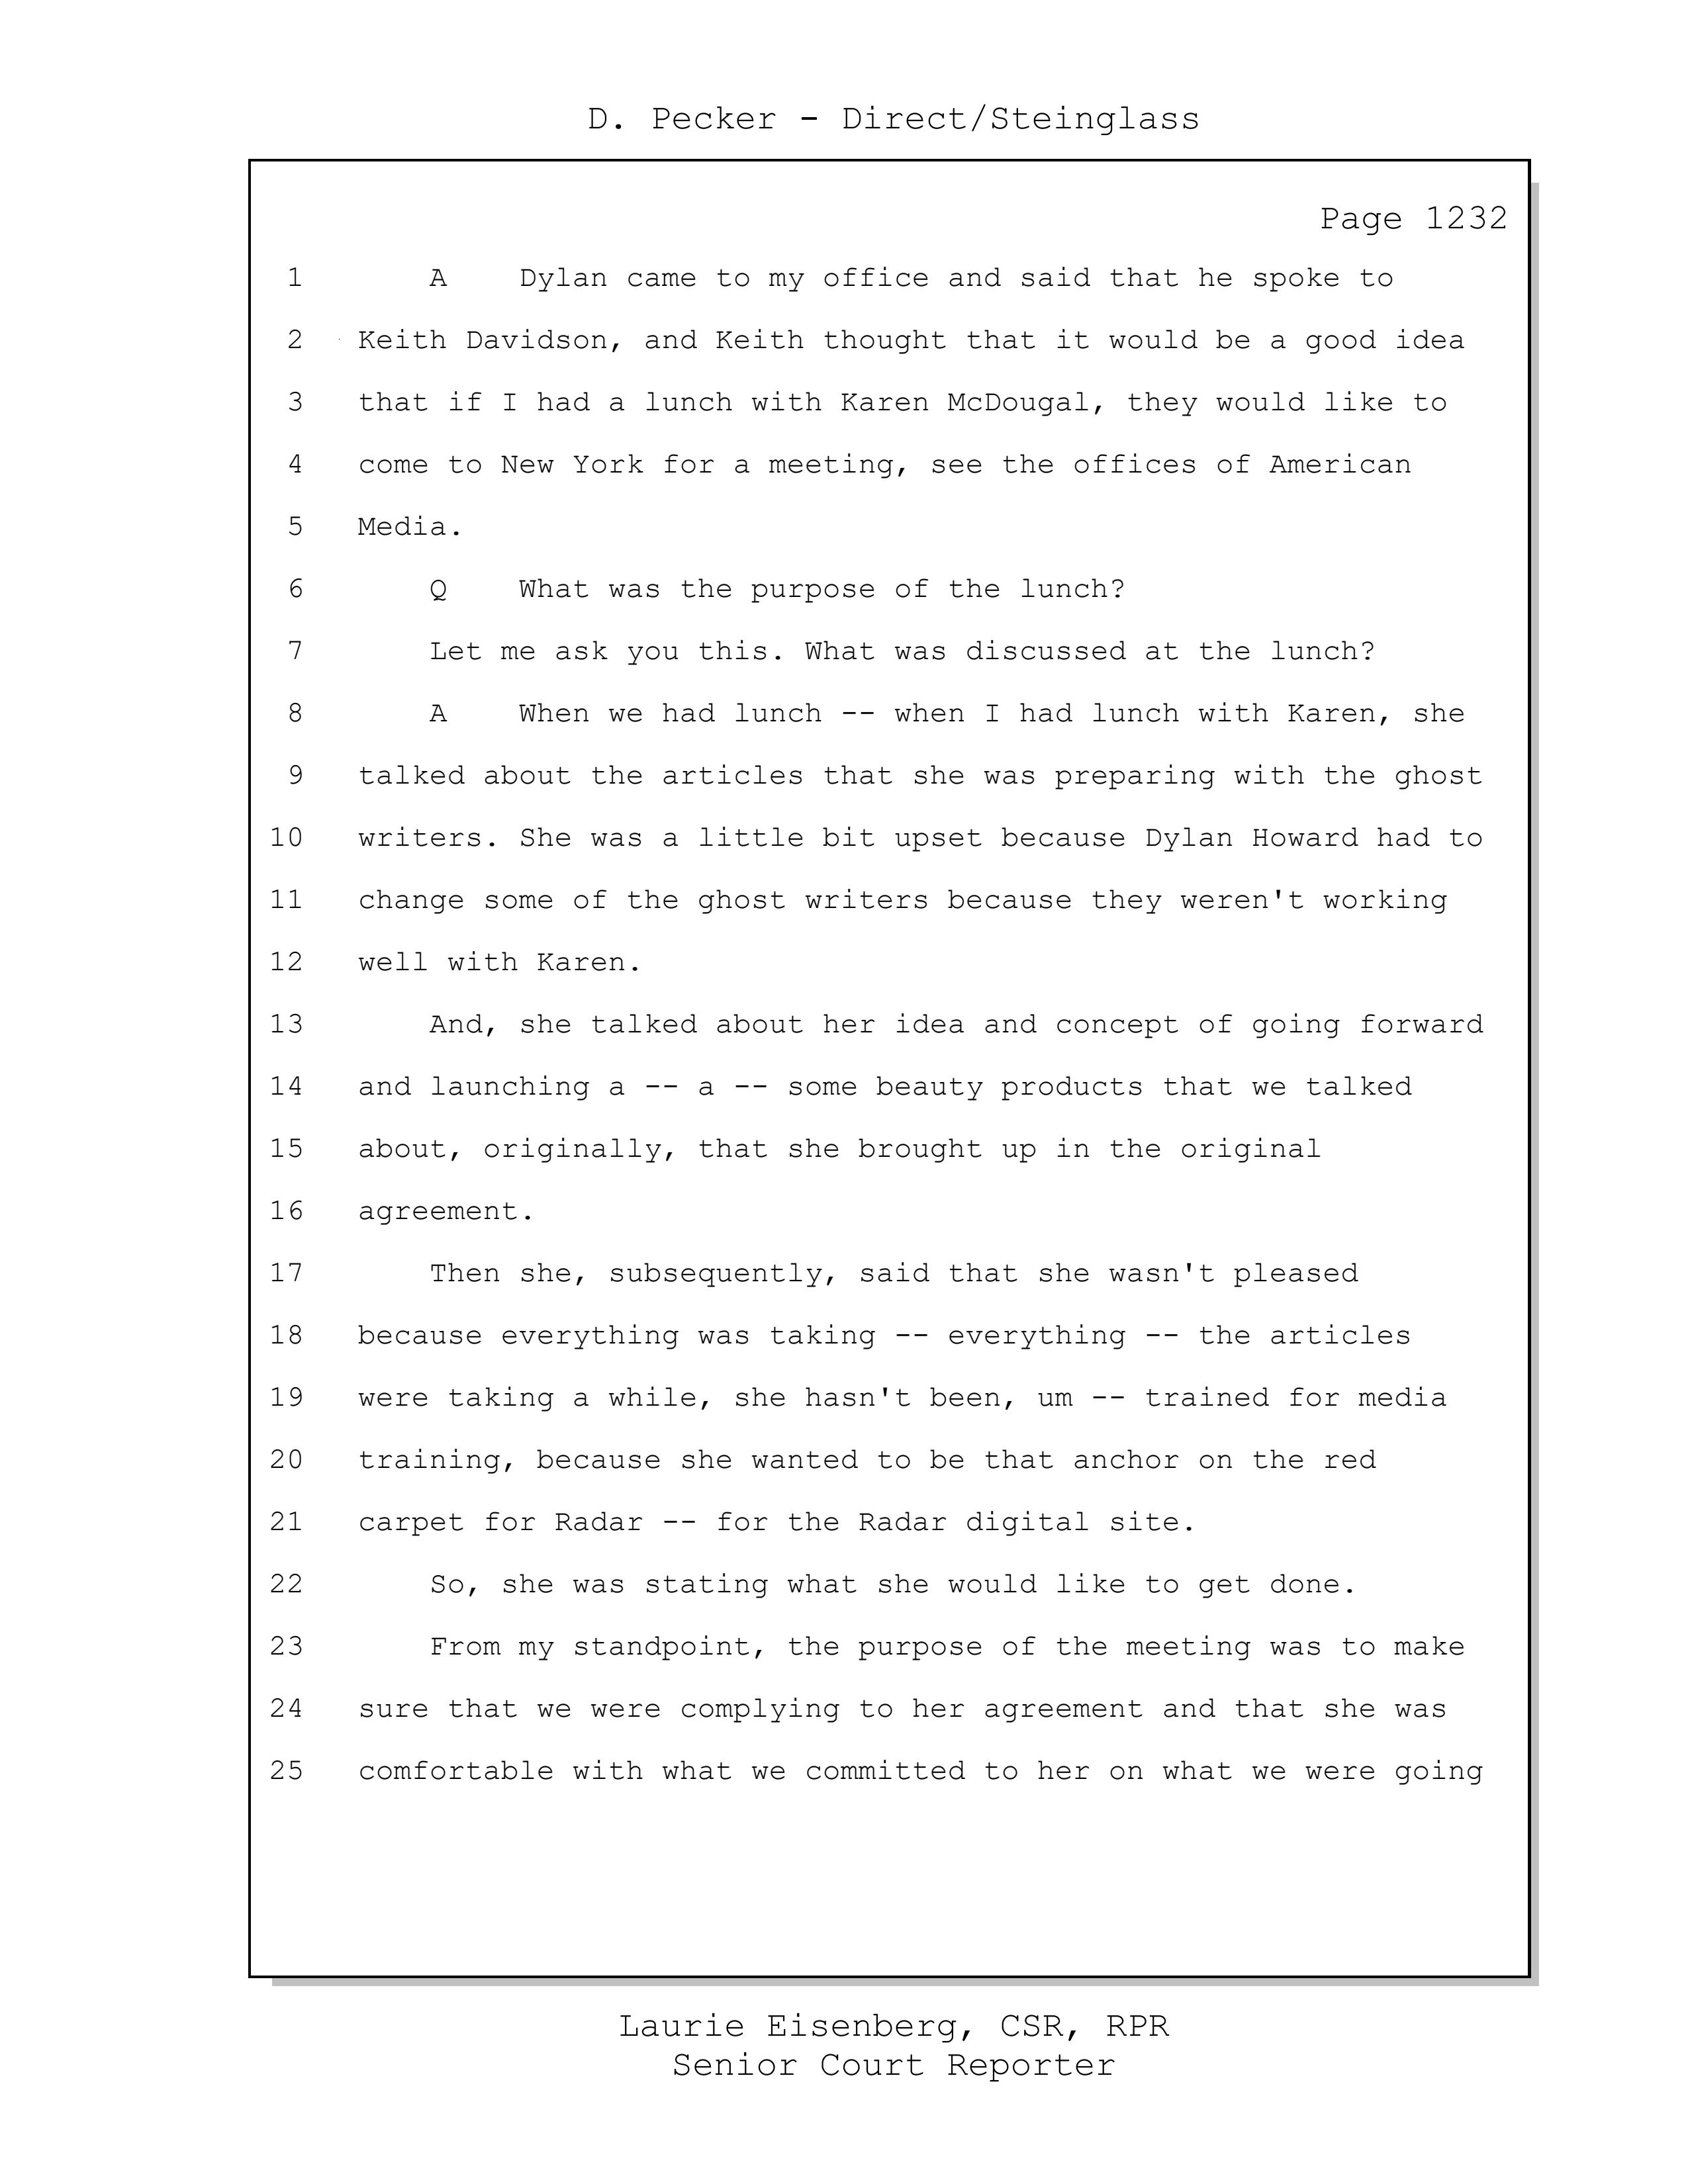 D. Pecker - Direct/Steinglass
Page 1232
1 A Dylan came to my office and said that he spoke to
2 Keith Davidson, and Keith thought that it would be a good idea
3 that if I had a lunch with Karen McDougal, they would like to
4 come to New York for a meeting, see the offices of American
5 Media.
6 Q What was the purpose of the lunch?
7 Let me ask you this. What was discussed at the lunch?
8 A When we had lunch -- when I had lunch with Karen, she
9 talked about the articles that she was preparing with the ghost
10 writers. She was a little bit upset because Dylan Howard had to
11 change some of the ghost writers because they weren't working
12 well with Karen.
13 And, she talked about her idea and concept of going forward
14 and launching a -- a -- some beauty products that we talked
15 about, originally, that she brought up in the original
16 agreement.
17 Then she, subsequently, said that she wasn't pleased
18 because everything was taking -- everything -- the articles
19 were taking a while, she hasn't been, um -- trained for media
20 training, because she wanted to be that anchor on the red
21 carpet for Radar -- for the Radar digital site.
22 So, she was stating what she would like to get done.
23 From my standpoint, the purpose of the meeting was to make
24 sure that we were complying to her agreement and that she was
25 comfortable with what we committed to her on what we were going
Laurie Eisenberg, CSR, RPR
Senior Court Reporter